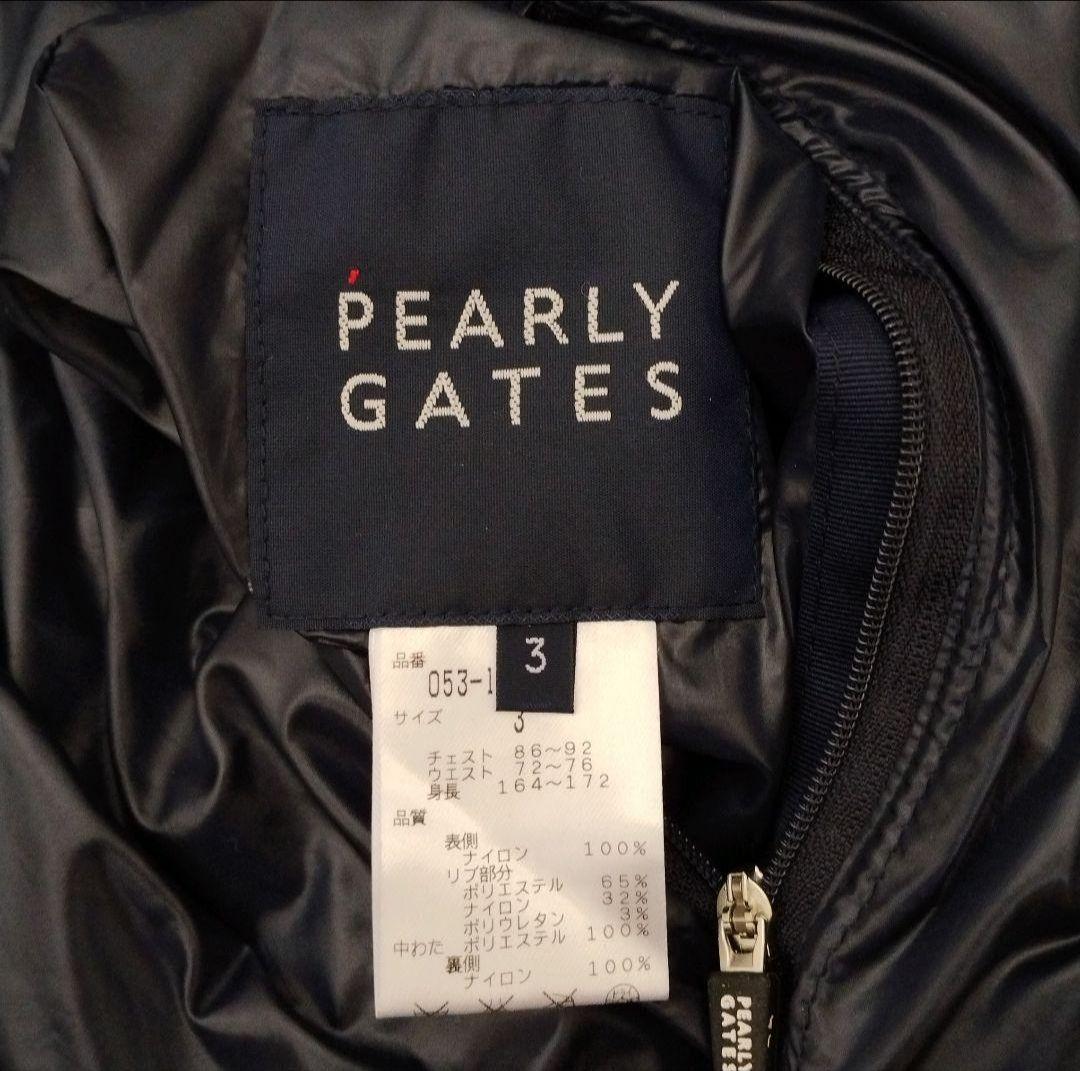 PEARLY
GATES
3
品番
053-1
サイズ 3
チェスト 86～92
ウエスト 72～76
身長 164～172
品質
表側
ナイロン 100%
リブ部分
ポリエステル 65%
ナイロン 32%
ポリウレタン 3%
中わた ポリエステル 100%
裏側
ナイロン 100%
PEARLY
GATES